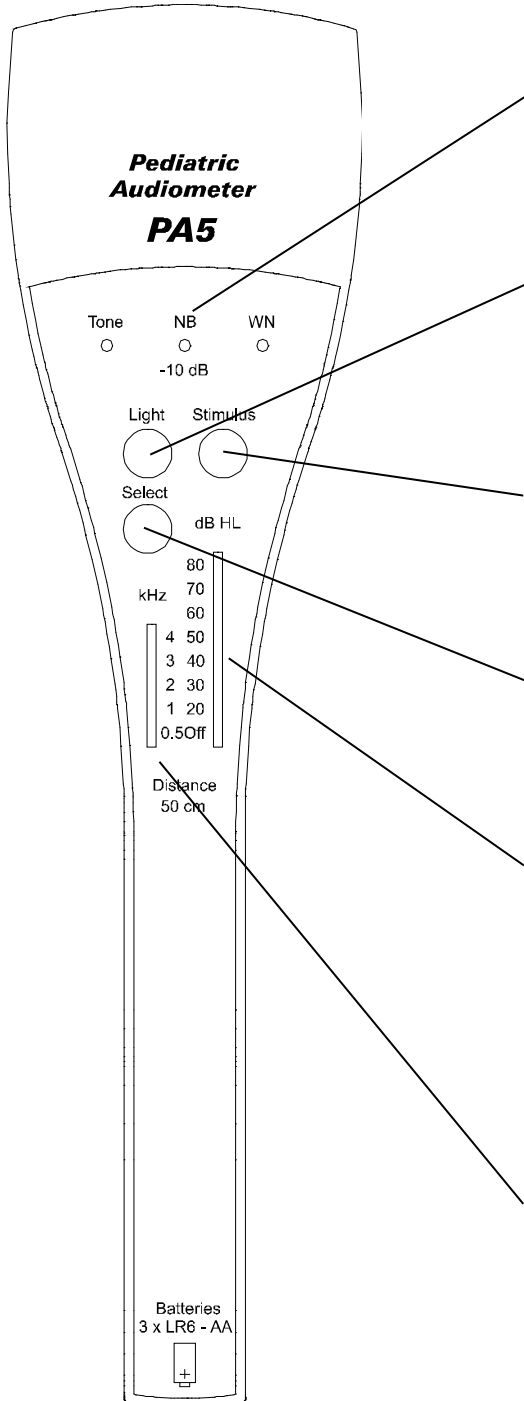 Pediatric
Audiometer
PA5
Tone NB WN
-10 dB
Light Stimulus
Select
dB HL
80
kHz 70
60
4 50
3 40
2 30
1 20
0.5 Off
Distance
50 cm
Batteries
3 x LR6 - AA
+